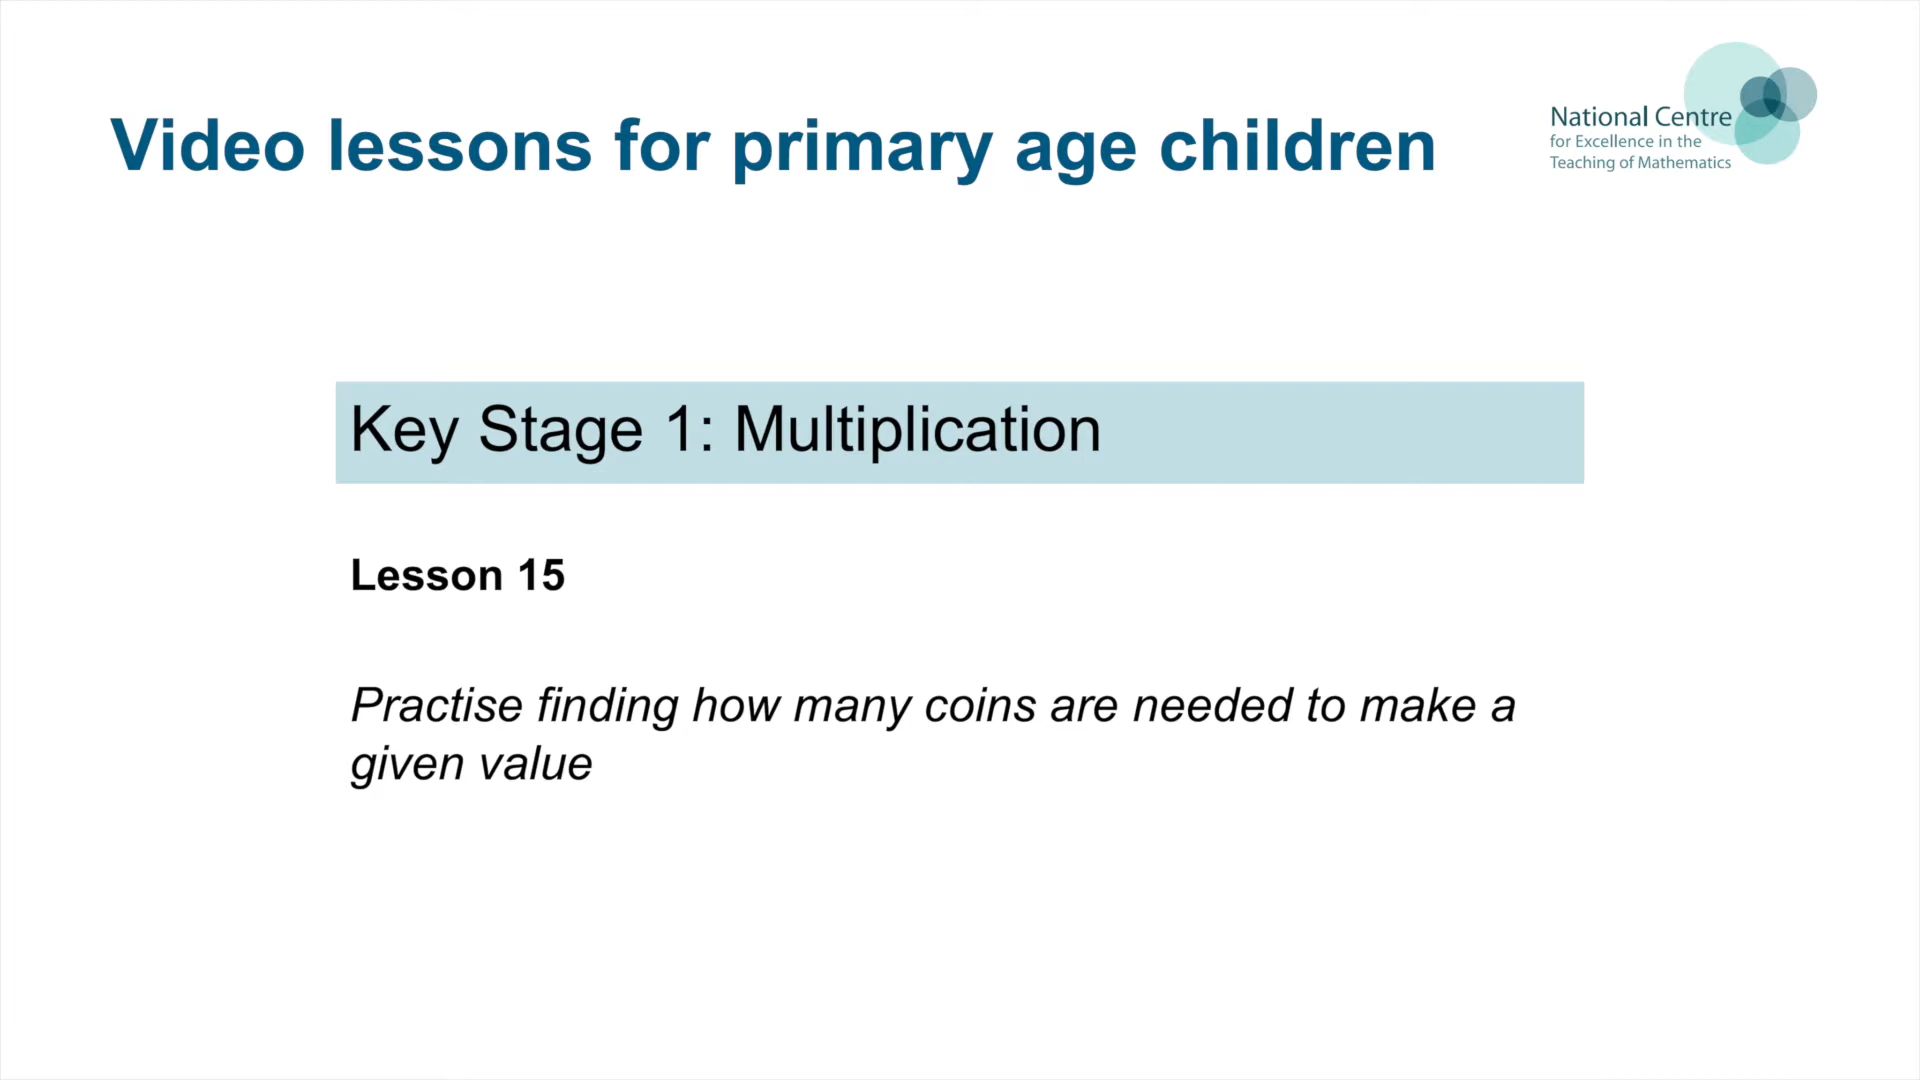 Video lessons for primary age children
National Centre
for Excellence in the
Teaching of Mathematics
Key Stage 1: Multiplication
Lesson 15
Practise finding how many coins are needed to make a
given value